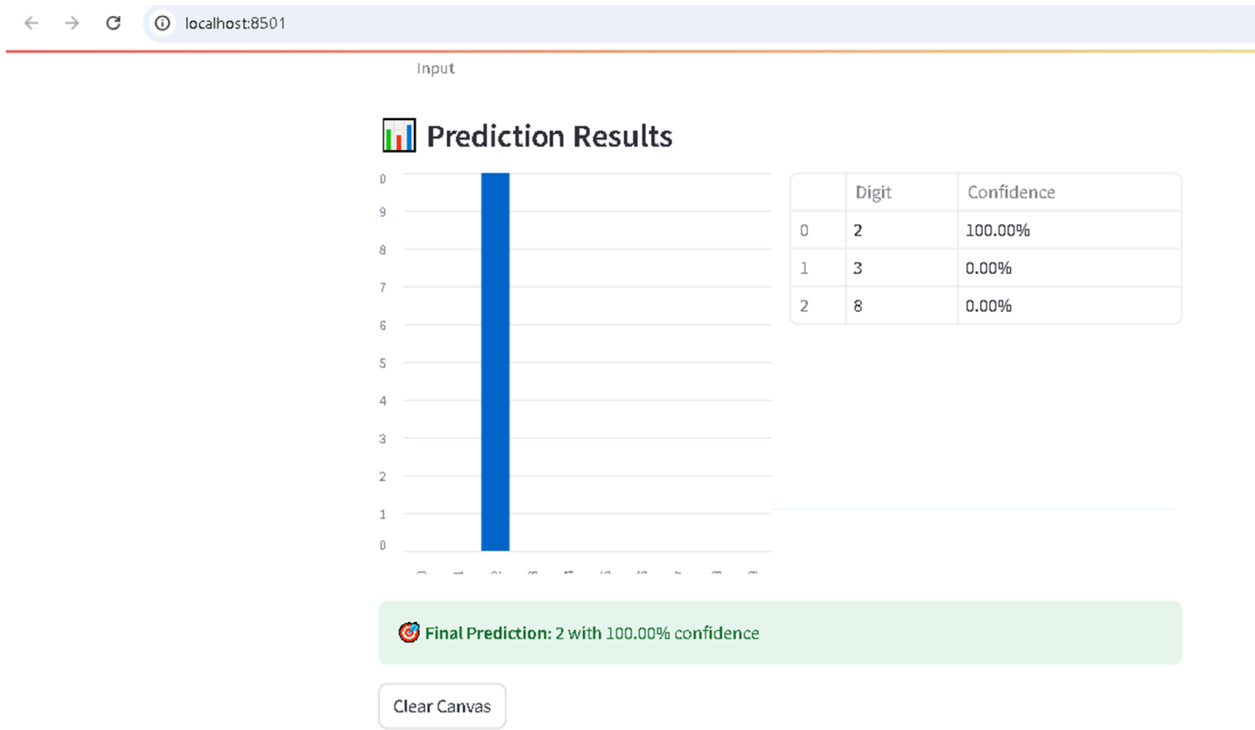 localhost:8501
Input
Prediction Results
0
9
8
7
6
5
4
3
2
1
0
Digit Confidence
0 2 100.00%
1 3 0.00%
2 8 0.00%
Final Prediction: 2 with 100.00% confidence
Clear Canvas